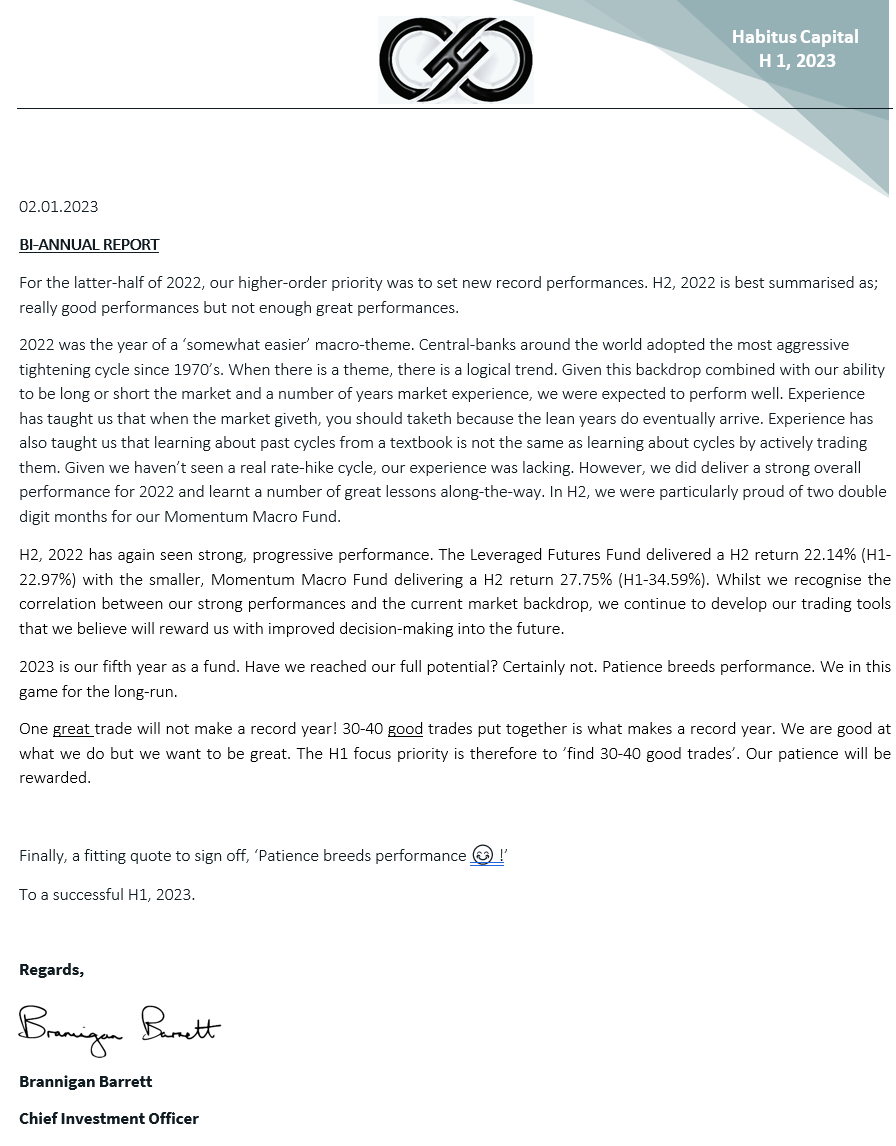 Habitus Capital
H 1, 2023
02.01.2023
BI-ANNUAL REPORT
For the latter-half of 2022, our higher-order priority was to set new record performances. H2, 2022 is best summarised as;
really good performances but not enough great performances.
2022 was the year of a ‘somewhat easier’ macro-theme. Central-banks around the world adopted the most aggressive
tightening cycle since 1970’s. When there is a theme, there is a logical trend. Given this backdrop combined with our ability
to be long or short the market and a number of years market experience, we were expected to perform well. Experience
has taught us that when the market giveth, you should taketh because the lean years do eventually arrive. Experience has
also taught us that learning about past cycles from a textbook is not the same as learning about cycles by actively trading
them. Given we haven’t seen a real rate-hike cycle, our experience was lacking. However, we did deliver a strong overall
performance for 2022 and learnt a number of great lessons along-the-way. In H2, we were particularly proud of two double
digit months for our Momentum Macro Fund.
H2, 2022 has again seen strong, progressive performance. The Leveraged Futures Fund delivered a H2 return 22.14% (H1-
22.97%) with the smaller, Momentum Macro Fund delivering a H2 return 27.75% (H1-34.59%). Whilst we recognise the
correlation between our strong performances and the current market backdrop, we continue to develop our trading tools
that we believe will reward us with improved decision-making into the future.
2023 is our fifth year as a fund. Have we reached our full potential? Certainly not. Patience breeds performance. We in this
game for the long-run.
One great trade will not make a record year! 30-40 good trades put together is what makes a record year. We are good at
what we do but we want to be great. The H1 focus priority is therefore to ‘find 30-40 good trades’. Our patience will be
rewarded.
Finally, a fitting quote to sign off, ‘Patience breeds performance 😊 !’
To a successful H1, 2023.
Regards,
Brannigan Barrett
Brannigan Barrett
Chief Investment Officer